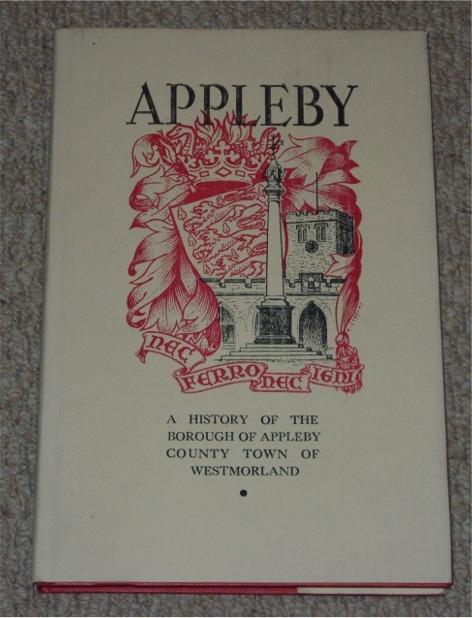 APPLEBY
NEC
FERRO NEC IGNI
A HISTORY OF THE
BOROUGH OF APPLEBY
COUNTY TOWN OF
WESTMORLAND